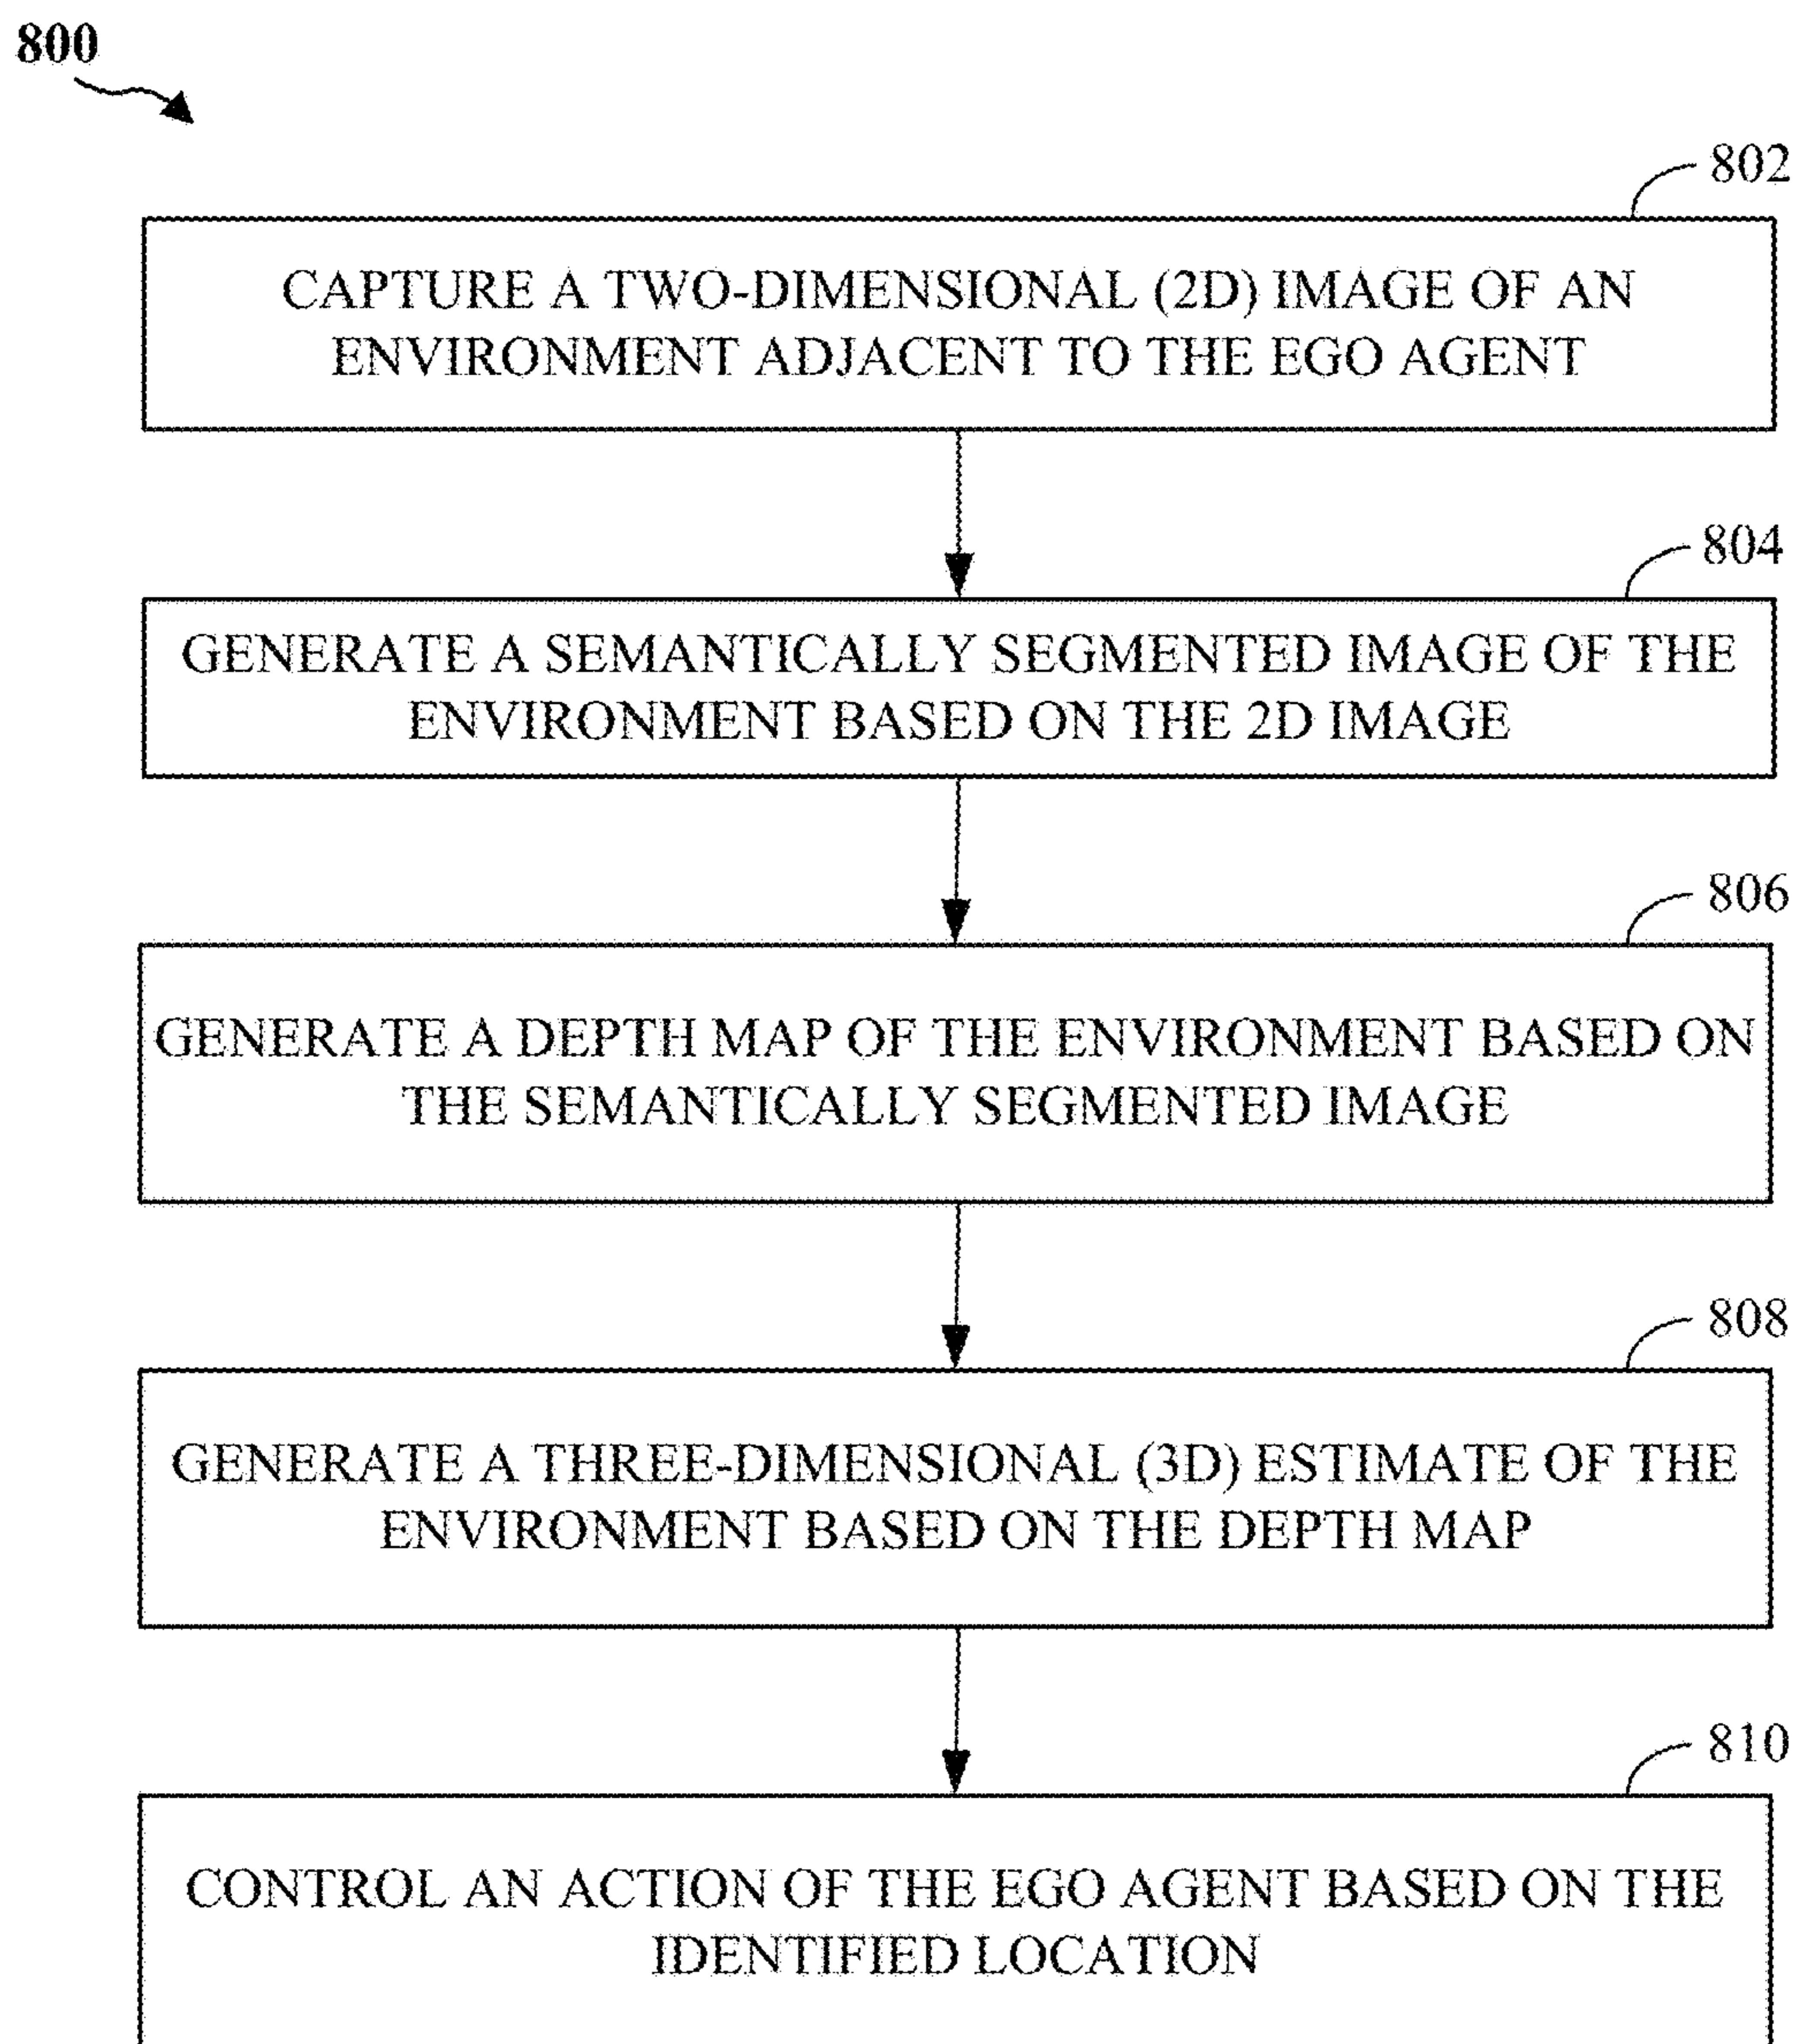 800
802
CAPTURE A TWO-DIMENSIONAL (2D) IMAGE OF AN
ENVIRONMENT ADJACENT TO THE EGO AGENT
804
GENERATE A SEMANTICALLY SEGMENTED IMAGE OF THE
ENVIRONMENT BASED ON THE 2D IMAGE
806
GENERATE A DEPTH MAP OF THE ENVIRONMENT BASED ON
THE SEMANTICALLY SEGMENTED IMAGE
808
GENERATE A THREE-DIMENSIONAL (3D) ESTIMATE OF THE
ENVIRONMENT BASED ON THE DEPTH MAP
810
CONTROL AN ACTION OF THE EGO AGENT BASED ON THE
IDENTIFIED LOCATION